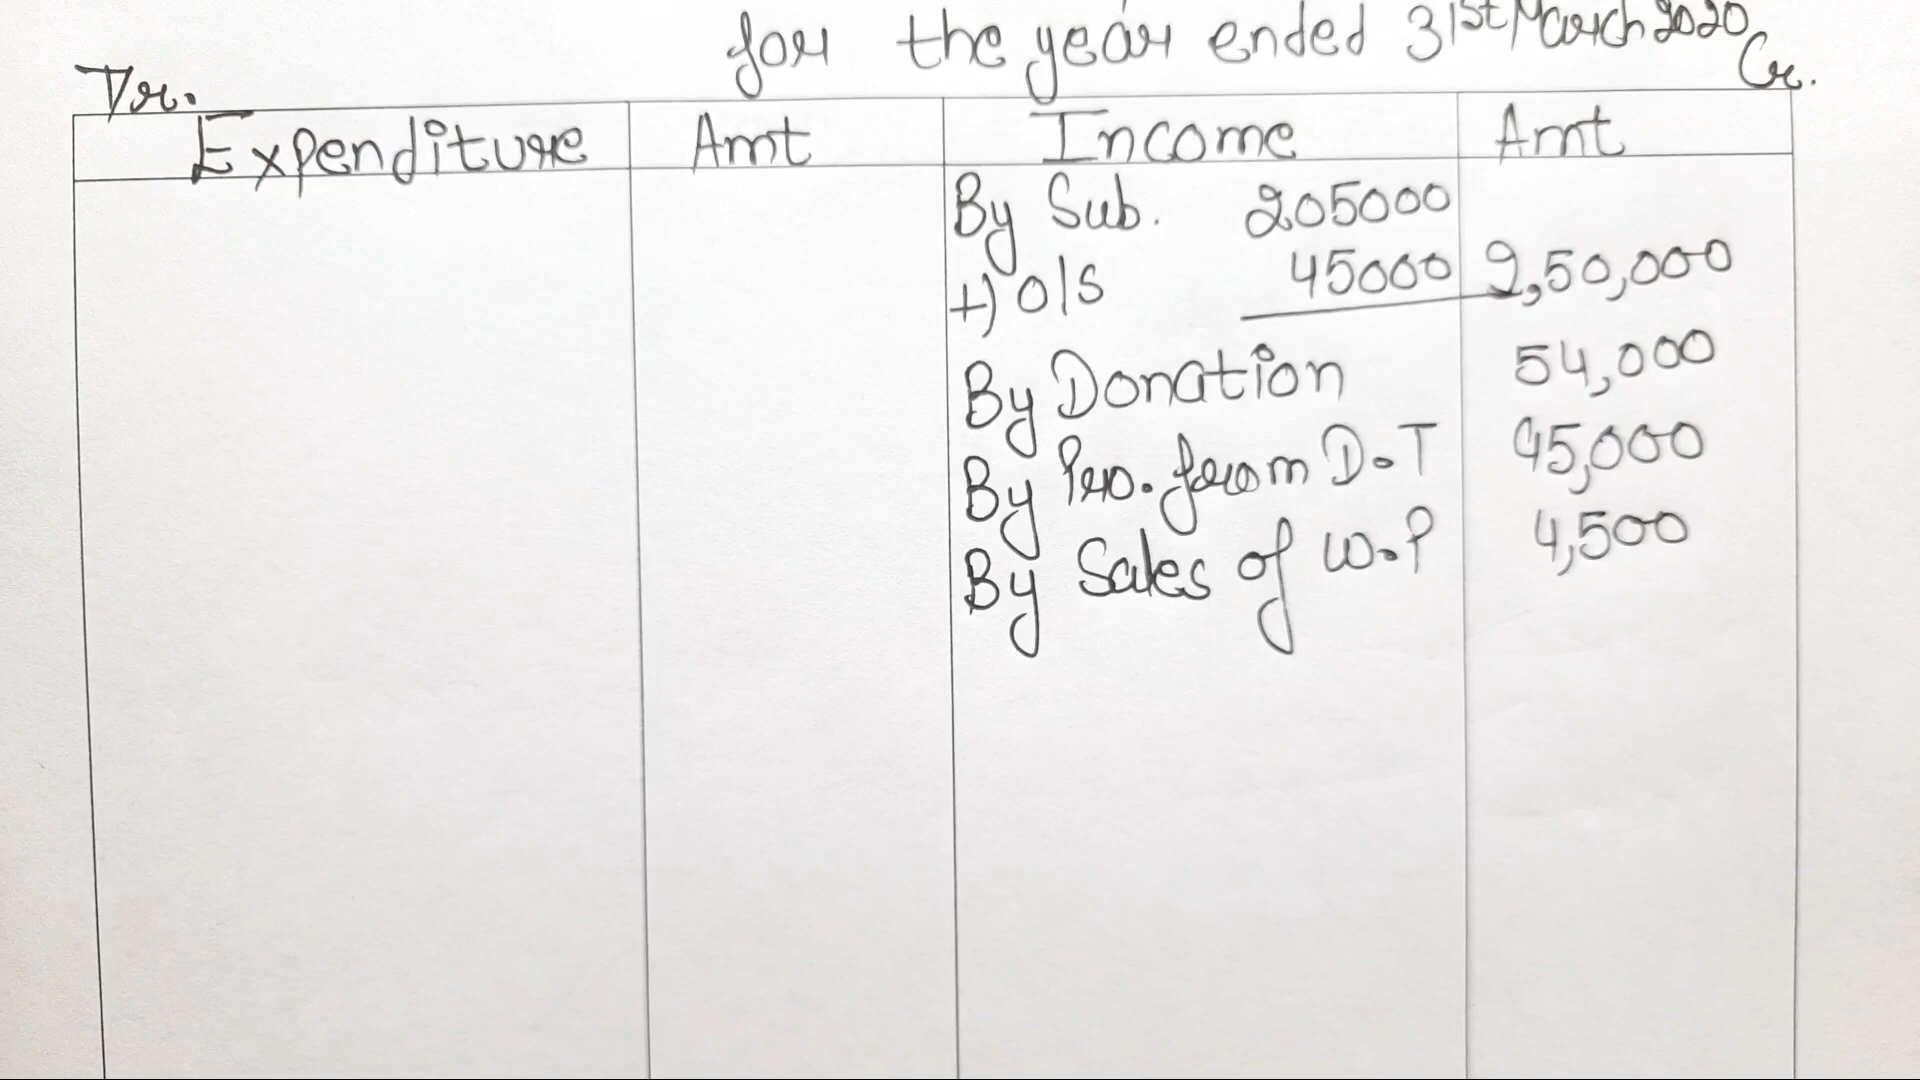 for the year ended 31st March 2020
Dr. Cr.
Expenditure Amt Income Amt
By Sub. 205000
+) O/S 45000 2,50,000
By Donation 54,000
By Pro. from D.T 95,000
By Sales of W.P 4,500